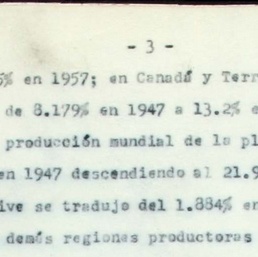 - 3 -
5% en 1957; en Canadá y Terr
de 8.179% en 1947 a 13.2% e
producción mundial de la pl
en 1947 descendiendo al 21.9
ive se tradujo del 1.884% en
demás regiones productoras